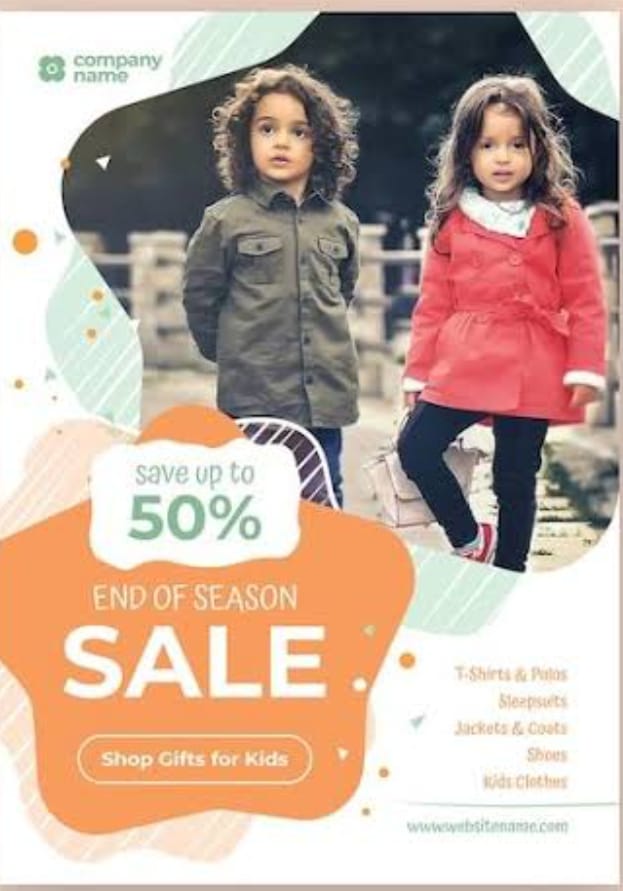 company
name
save up to
50%
END OF SEASON
SALE
Shop Gifts for Kids
T-Shirts & Polos
Sleepsuits
Jackets & Coats
Shoes
Kids Clothes
www.websitename.com